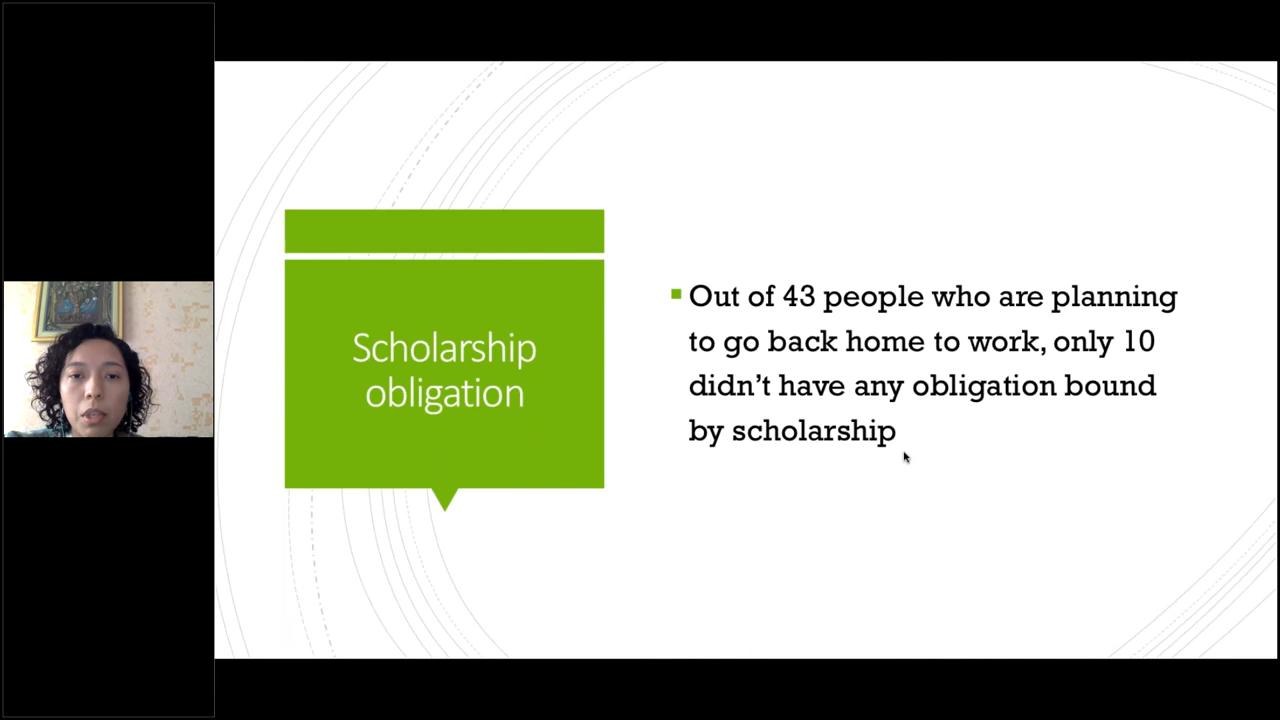 Scholarship
obligation
Out of 43 people who are planning
to go back home to work, only 10
didn’t have any obligation bound
by scholarship